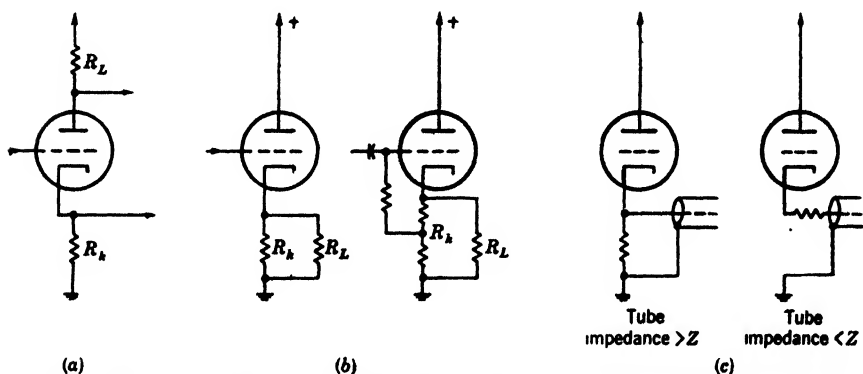 +
+
R_L
R_k
R_k
R_L
R_k
R_L
Tube
impedance >Z
Tube
impedance <Z
(a)
(b)
(c)